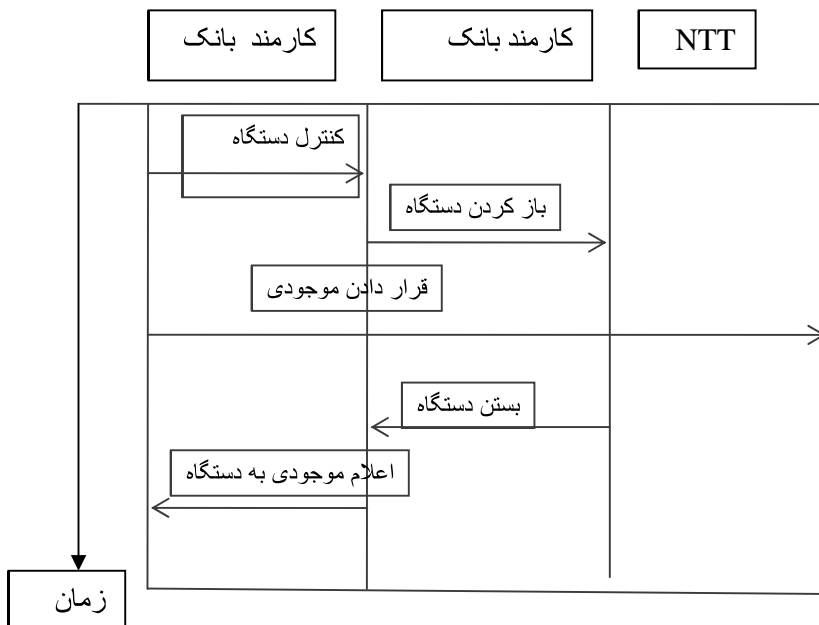 کارمند بانک
کارمند بانک
NTT
کنترل دستگاه
باز کردن دستگاه
قرار دادن موجودی
بستن دستگاه
اعلام موجودی به دستگاه
زمان